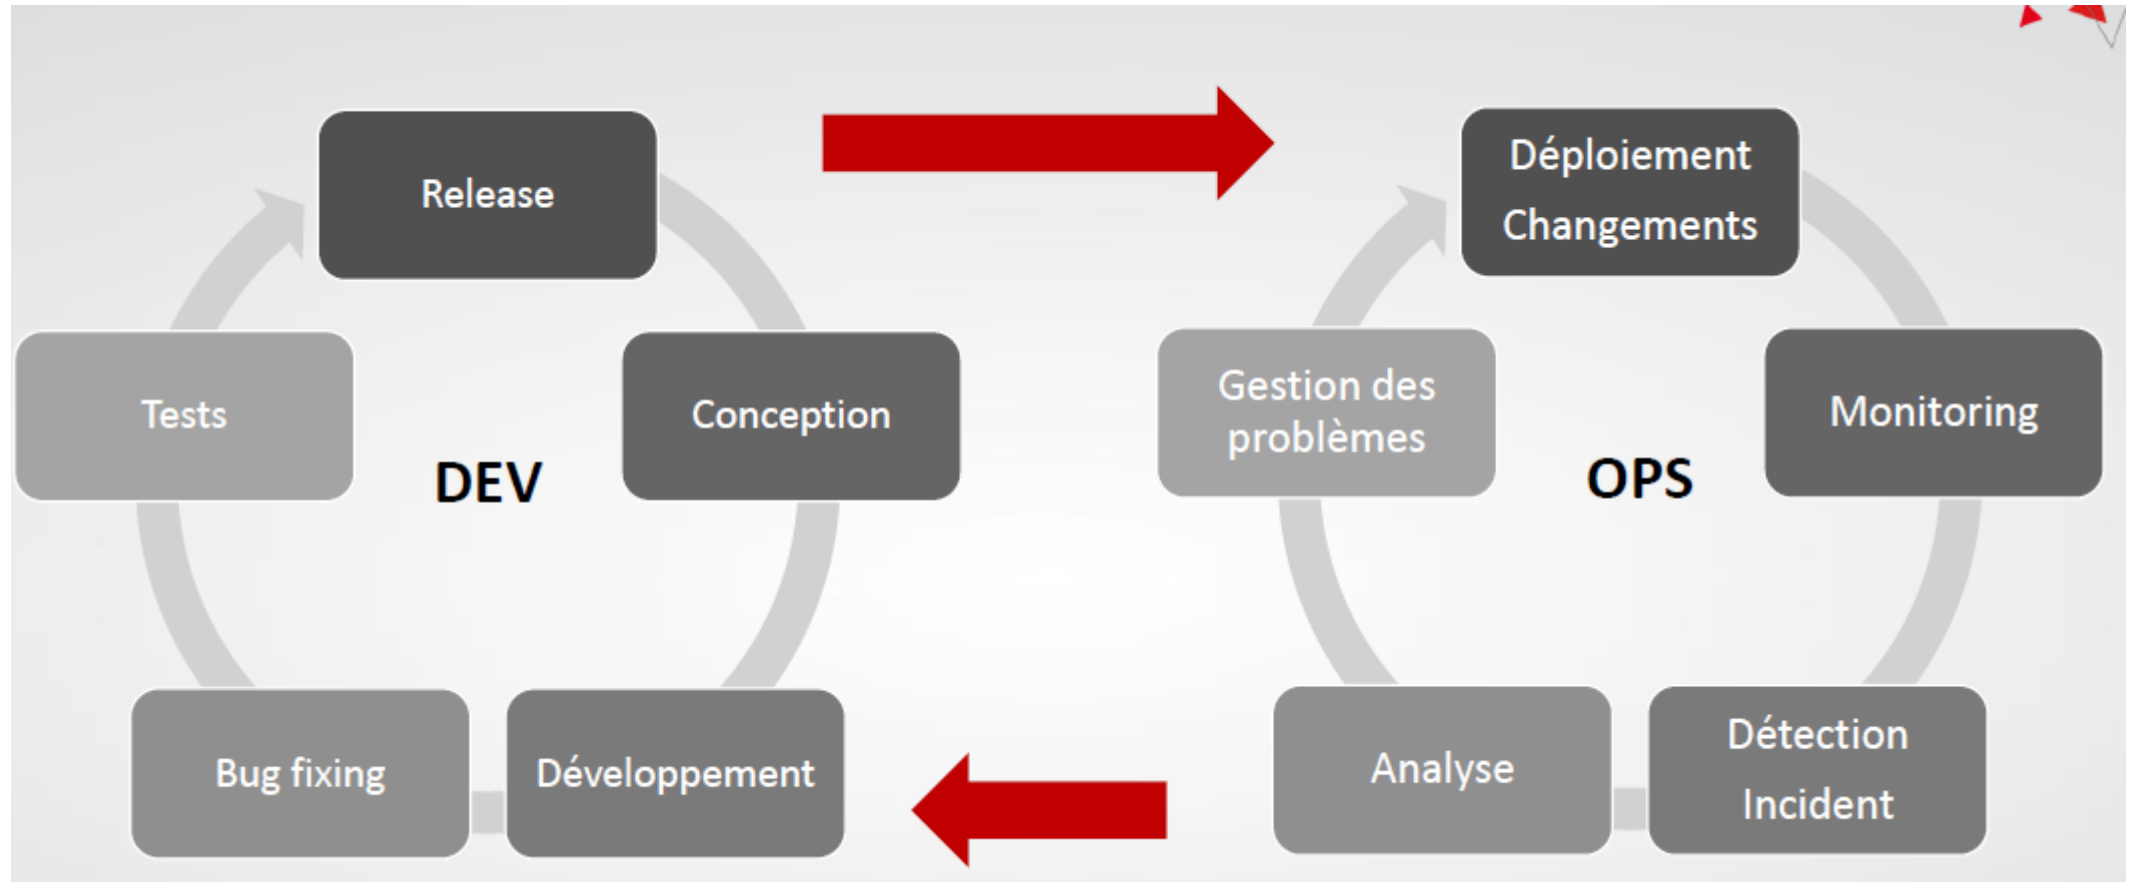 Release
Conception
Développement
Bug fixing
Tests
DEV
Déploiement
Changements
Monitoring
Détection
Incident
Analyse
Gestion des
problèmes
OPS